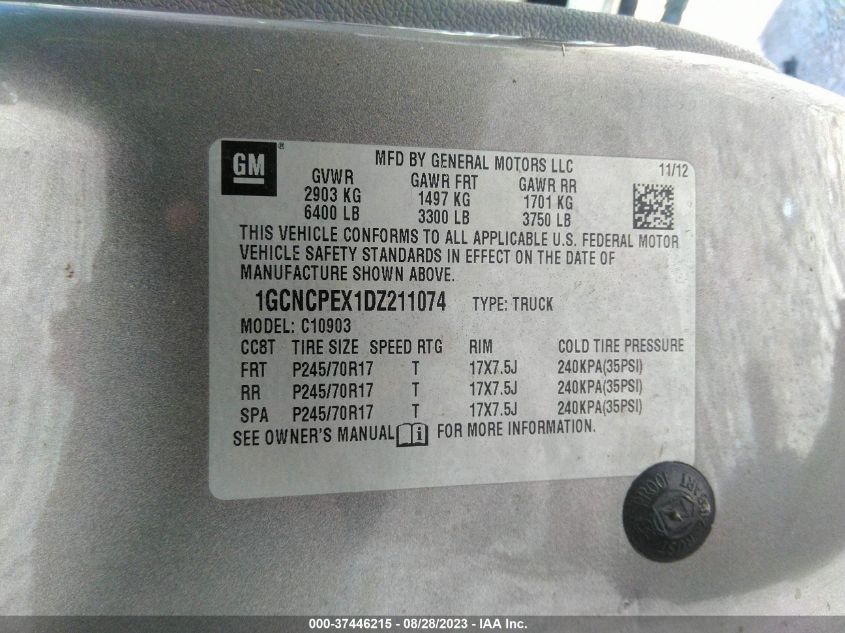 GM ®
MFD BY GENERAL MOTORS LLC 11/12
GVWR GAWR FRT GAWR RR
2903 KG 1497 KG 1701 KG
6400 LB 3300 LB 3750 LB
THIS VEHICLE CONFORMS TO ALL APPLICABLE U.S. FEDERAL MOTOR
VEHICLE SAFETY STANDARDS IN EFFECT ON THE DATE OF
MANUFACTURE SHOWN ABOVE.
1GCNCPEX1DZ211074 TYPE: TRUCK
MODEL: C10903
CC8T TIRE SIZE SPEED RTG RIM COLD TIRE PRESSURE
FRT P245/70R17 T 17X7.5J 240KPA(35PSI)
RR P245/70R17 T 17X7.5J 240KPA(35PSI)
SPA P245/70R17 T 17X7.5J 240KPA(35PSI)
SEE OWNER'S MANUAL i FOR MORE INFORMATION.
000-37446215 - 08/28/2023 - IAA Inc.